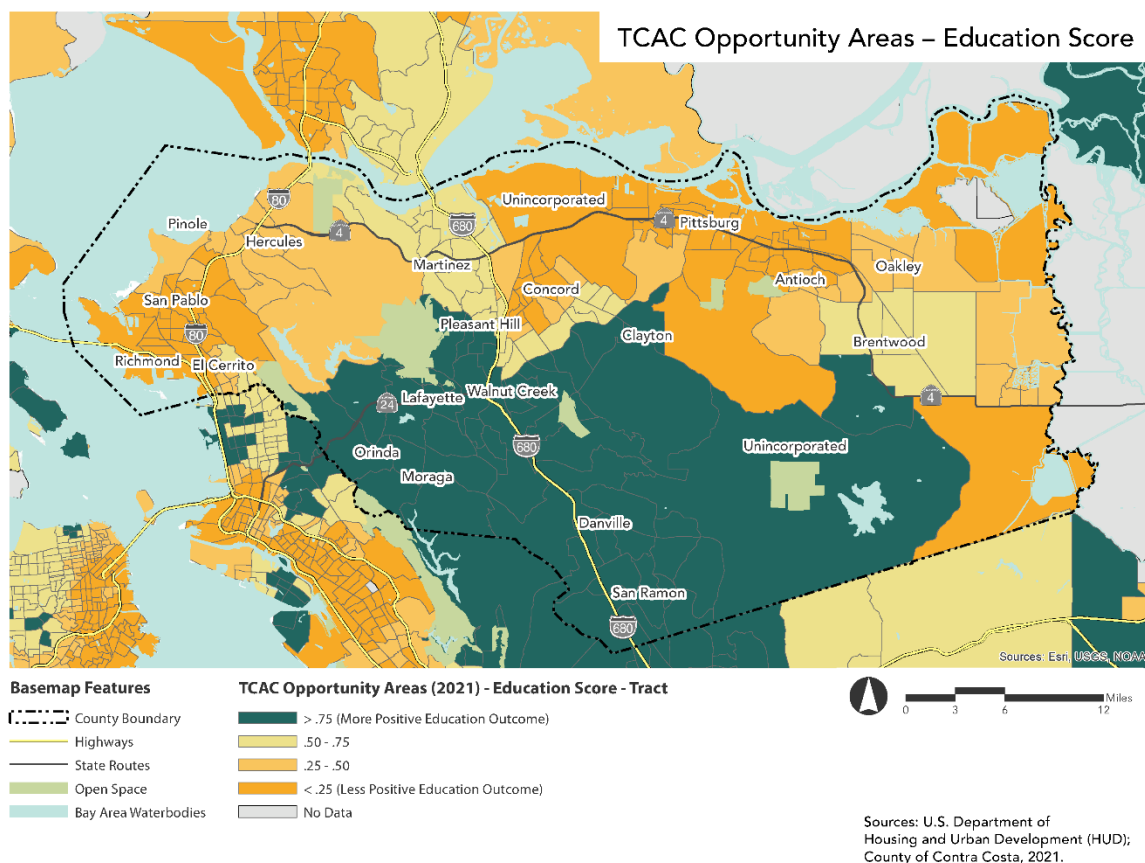 TCAC Opportunity Areas – Education Score
Unincorporated
80
Pinole
4
Pittsburg
680
4
Hercules
Martinez
Oakley
Antioch
Concord
San Pablo
Pleasant Hill
80
Clayton
Brentwood
Richmond
El Cerrito
Walnut Creek
4
Lafayette
24
Unincorporated
680
Orinda
Moraga
Danville
San Ramon
680
Sources: Esri, USGS, NOAA
Basemap Features
County Boundary
Highways
State Routes
Open Space
Bay Area Waterbodies
TCAC Opportunity Areas (2021) - Education Score - Tract
> .75 (More Positive Education Outcome)
.50 - .75
.25 - .50
< .25 (Less Positive Education Outcome)
No Data
Miles
0 3 6 12
Sources: U.S. Department of
Housing and Urban Development (HUD);
County of Contra Costa, 2021.